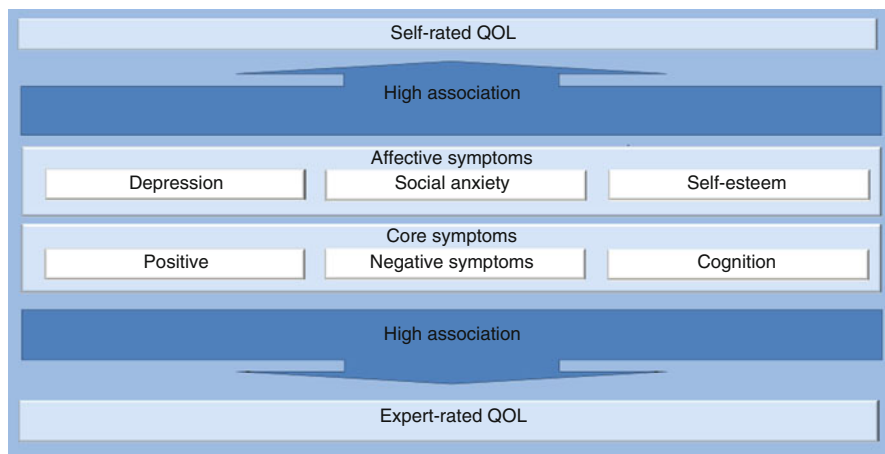 Self-rated QOL
High association
Affective symptoms
Depression Social anxiety Self-esteem
Core symptoms
Positive Negative symptoms Cognition
High association
Expert-rated QOL